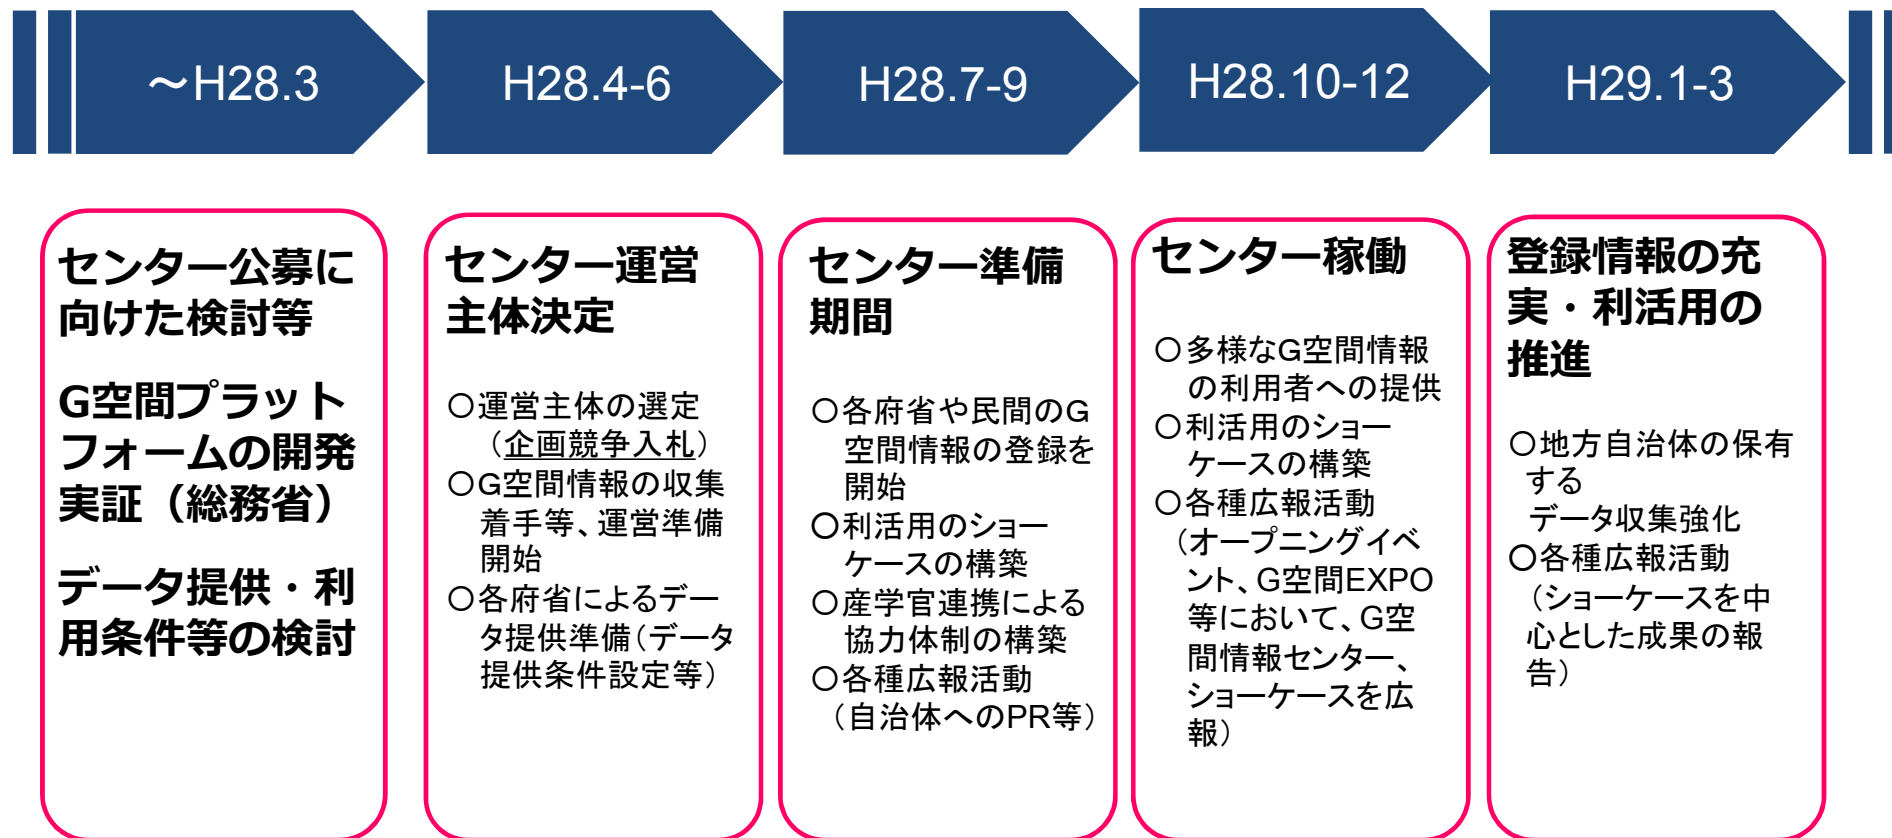 ～H28.3
H28.4-6
H28.7-9
H28.10-12
H29.1-3
センター公募に
向けた検討等
G空間プラット
フォームの開発
実証（総務省）
データ提供・利
用条件等の検討
センター運営
主体決定
○運営主体の選定
（企画競争入札）
○G空間情報の収集
着手等、運営準備
開始
○各府省によるデー
タ提供準備（データ
提供条件設定等）
センター準備
期間
○各府省や民間のG
空間情報の登録を
開始
○利活用のショー
ケースの構築
○産学官連携による
協力体制の構築
○各種広報活動
（自治体へのPR等）
センター稼働
○多様なG空間情報
の利用者への提供
○利活用のショー
ケースの構築
○各種広報活動
（オープニングイベ
ント、G空間EXPO
等において、G空
間情報センター、
ショーケースを広
報）
登録情報の充
実・利活用の
推進
○地方自治体の保有
する
データ収集強化
○各種広報活動
（ショーケースを中
心とした成果の報
告）